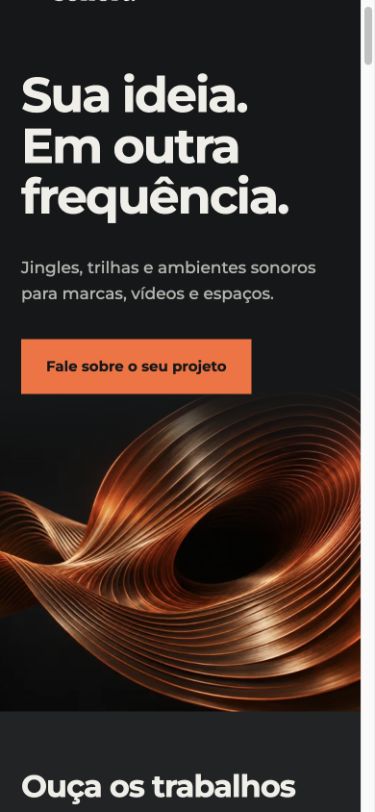 Sua ideia.
Em outra
frequência.
Jingles, trilhas e ambientes sonoros
para marcas, vídeos e espaços.
Fale sobre o seu projeto
Ouça os trabalhos